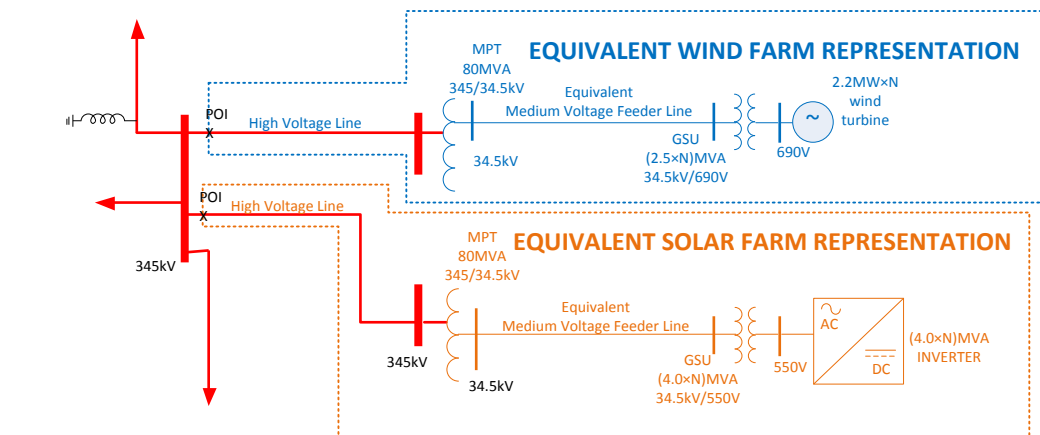 MPT
80MVA
345/34.5kV
EQUIVALENT WIND FARM REPRESENTATION
2.2MW×N
wind
turbine
Equivalent
Medium Voltage Feeder Line
POI
X
High Voltage Line
~
34.5kV
GSU
(2.5×N)MVA
34.5kV/690V
690V
POI
X
High Voltage Line
345kV
MPT
80MVA
345/34.5kV
EQUIVALENT SOLAR FARM REPRESENTATION
Equivalent
Medium Voltage Feeder Line
AC
DC
(4.0×N)MVA
INVERTER
345kV
34.5kV
GSU
(4.0×N)MVA
34.5kV/550V
550V